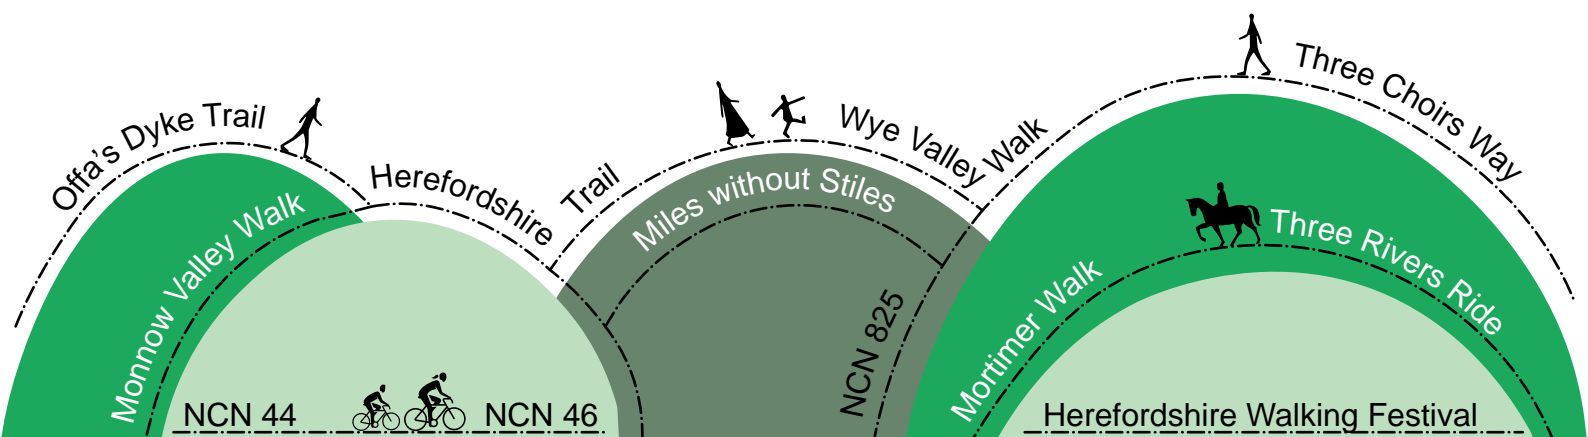 Offa's Dyke Trail
Monnow Valley Walk
Herefordshire Trail
NCN 44
NCN 46
Miles without Stiles
Wye Valley Walk
NCN 825
Three Choirs Way
Mortimer Walk
Three Rivers Ride
Herefordshire Walking Festival